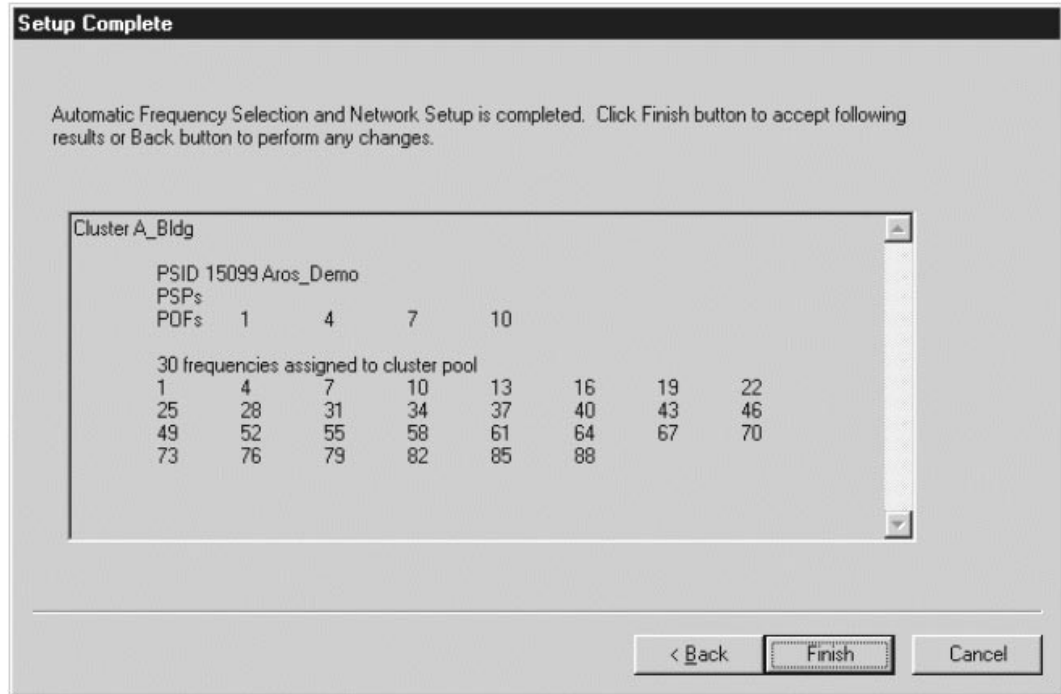 Setup Complete
Automatic Frequency Selection and Network Setup is completed. Click Finish button to accept following
results or Back button to perform any changes.
Cluster A_Bldg
PSID 15099 Aros_Demo
PSPs
POFs 1 4 7 10
30 frequencies assigned to cluster pool
1 4 7 10 13 16 19 22
25 28 31 34 37 40 43 46
49 52 55 58 61 64 67 70
73 76 79 82 85 88
< Back Finish Cancel